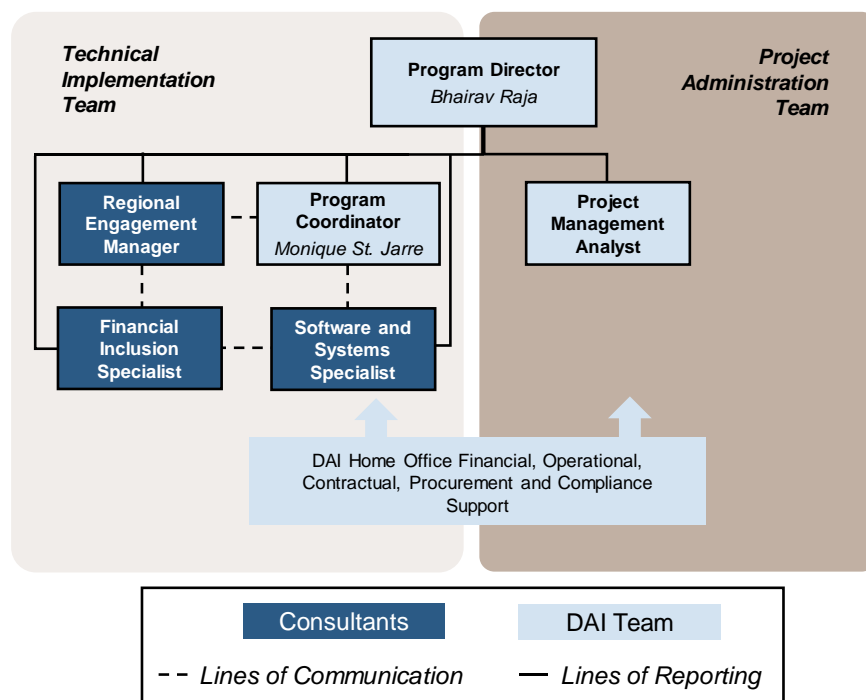 Technical
Implementation
Team
Program Director
Bhairav Raja
Project
Administration
Team
Regional
Engagement
Manager
Program
Coordinator
Monique St. Jarre
Project
Management
Analyst
Financial
Inclusion
Specialist
Software and
Systems
Specialist
DAI Home Office Financial, Operational,
Contractual, Procurement and Compliance
Support
Consultants
DAI Team
Lines of Communication
Lines of Reporting